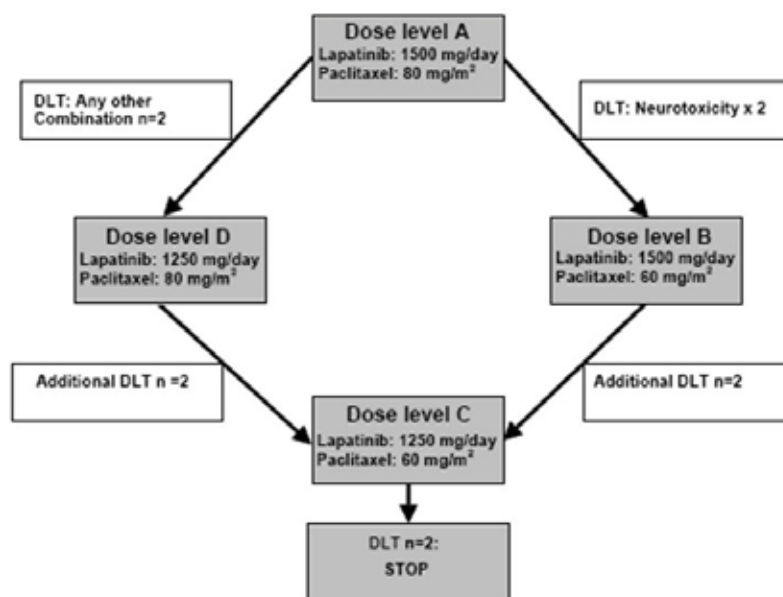 Dose level A
Lapatinib: 1500 mg/day
Paclitaxel: 80 mg/m²
DLT: Any other
Combination n=2
DLT: Neurotoxicity x 2
Dose level D
Lapatinib: 1250 mg/day
Paclitaxel: 80 mg/m²
Dose level B
Lapatinib: 1500 mg/day
Paclitaxel: 60 mg/m²
Additional DLT n =2
Additional DLT n=2
Dose level C
Lapatinib: 1250 mg/day
Paclitaxel: 60 mg/m²
DLT n=2:
STOP